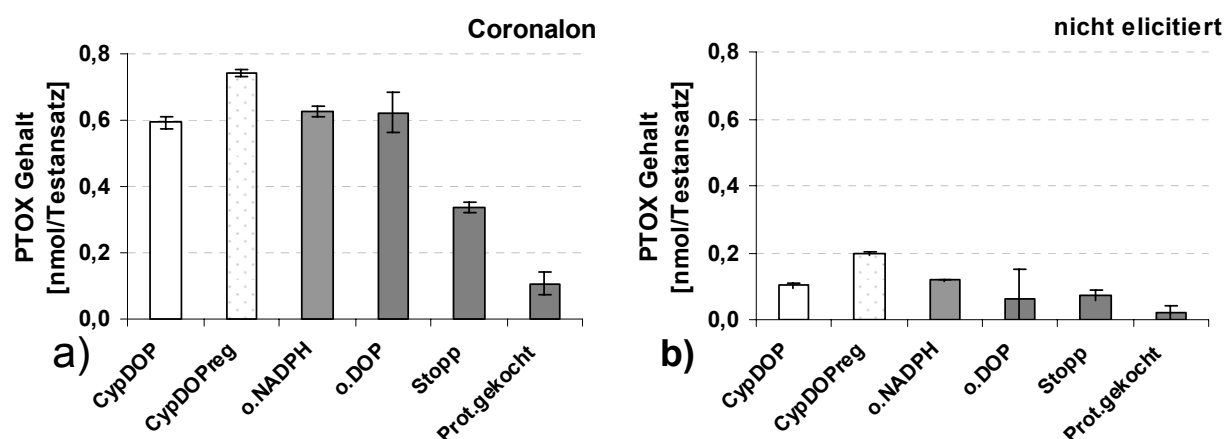 Coronalon
PTOX Gehalt
[nmol/Testansatz]
0,8
0,6
0,4
0,2
0,0
a)
CypDOP
CypDOPreg
o.NADPH
o.DOP
Stopp
Prot.gekocht
nicht elicitiert
PTOX Gehalt
[nmol/Testansatz]
0,8
0,6
0,4
0,2
0,0
b)
CypDOP
CypDOPreg
o.NADPH
o.DOP
Stopp
Prot.gekocht